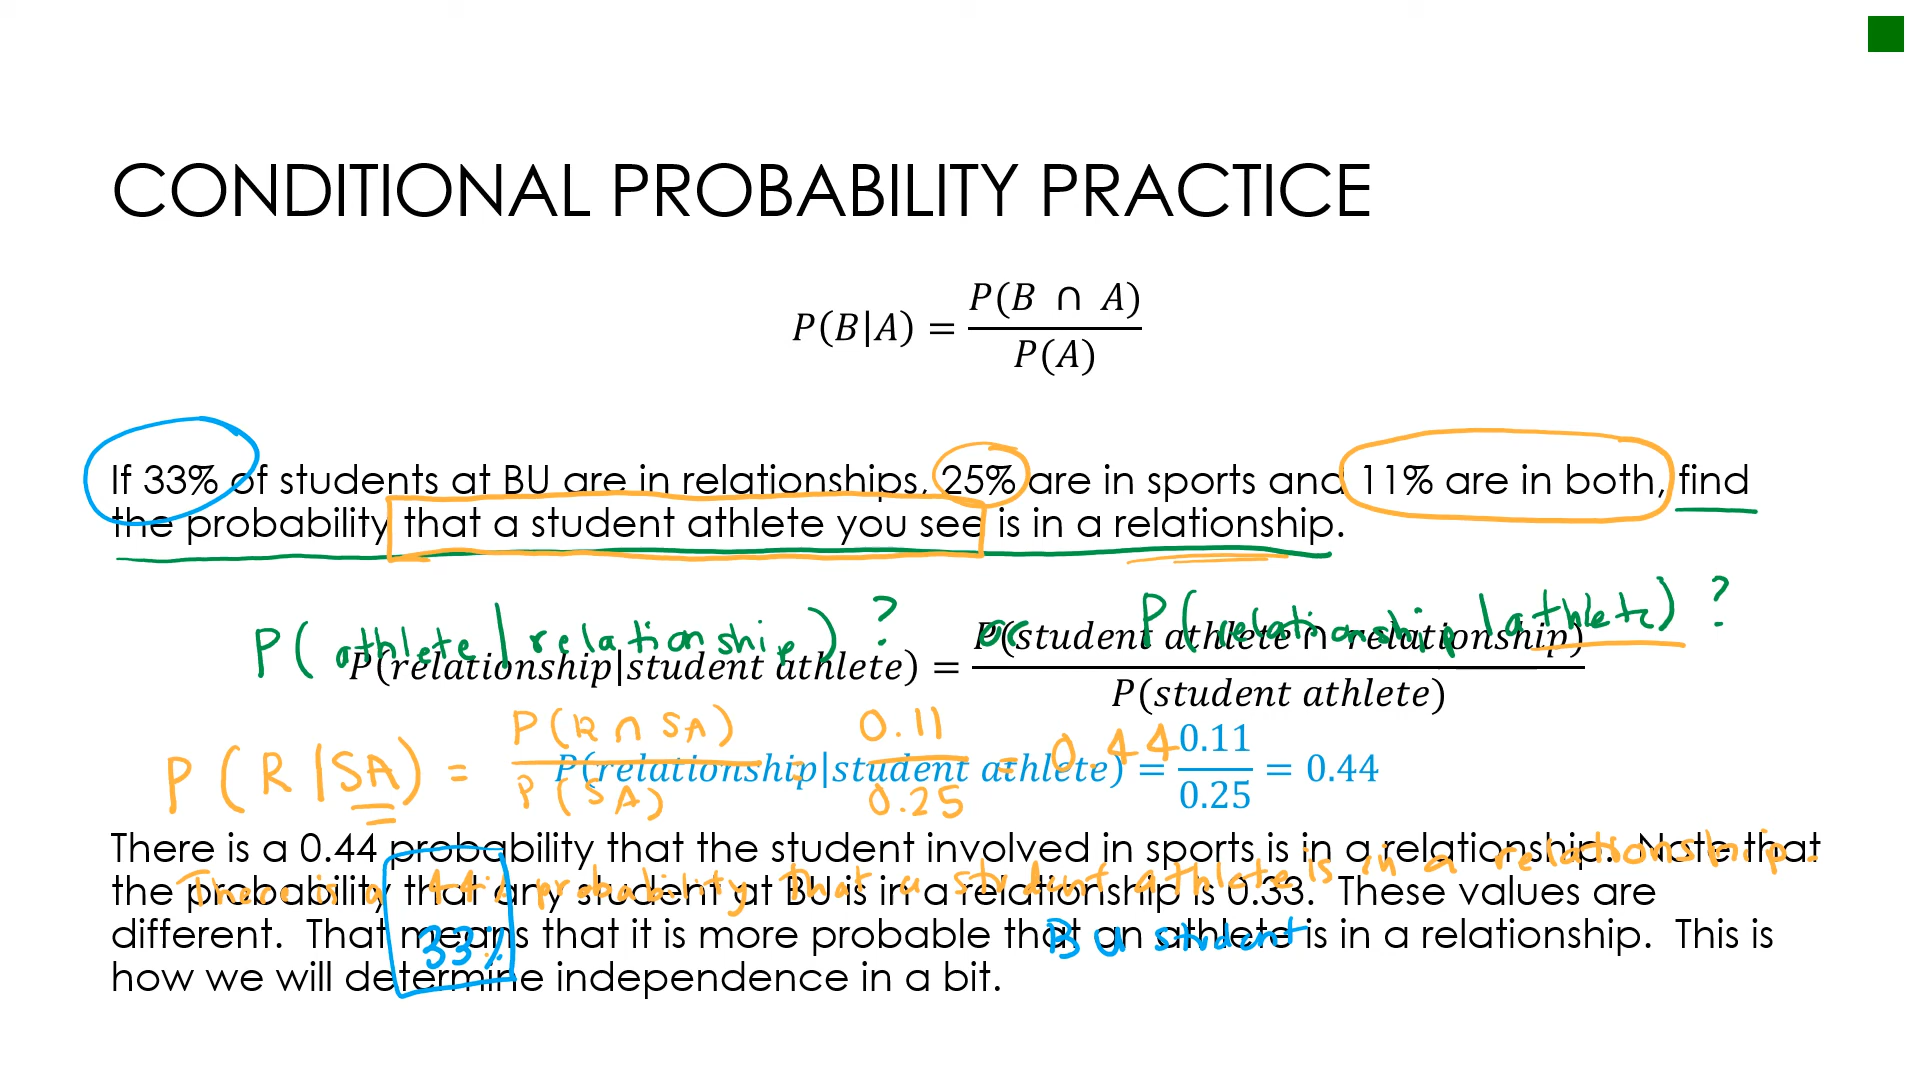 CONDITIONAL PROBABILITY PRACTICE
P(B|A) = P(B ∩ A) / P(A)
If 33% of students at BU are in relationships, 25% are in sports and 11% are in both, find
the probability that a student athlete you see is in a relationship.
P(athlete | relationship)? or P(relationship | athlete)?
P(relationship|student athlete) = P(student athlete ∩ relationship) / P(student athlete)
P(R|SA) = P(R ∩ SA) / P(SA) = 0.11 / 0.25 = 0.44
P(relationship|student athlete) = 0.11 / 0.25 = 0.44
There is a 0.44 probability that the student involved in sports is in a relationship. Note that
There is a 44% probability that a student athlete is in a relationship.
the probability that any student at BU is in a relationship is 0.33. These values are
different. That means that it is more probable that an athlete is in a relationship. This is
33% BU student
how we will determine independence in a bit.